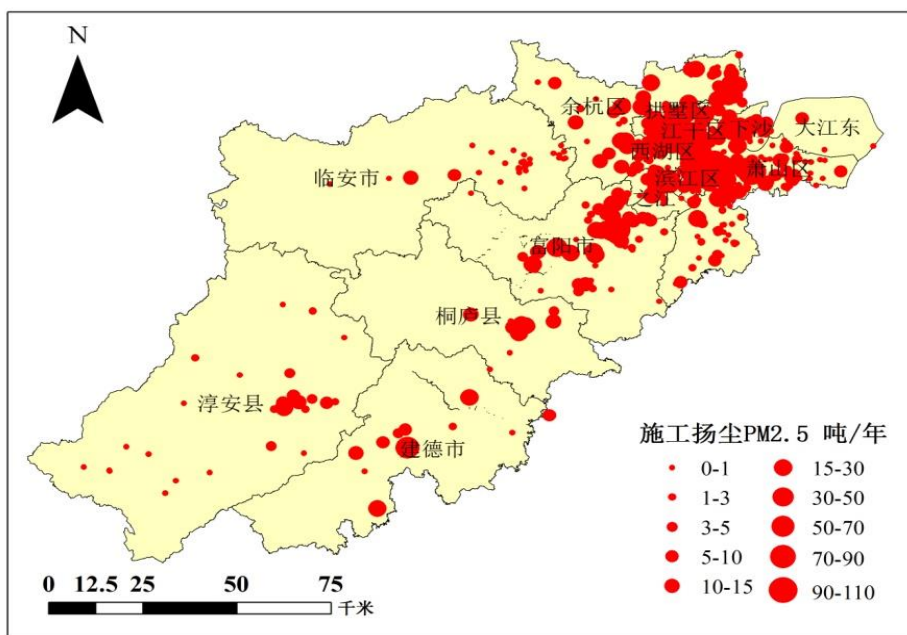 N
余杭区
拱墅区
江干区
下沙
大江东
西湖区
临安市
滨江区
萧山区
之江
富阳市
桐庐县
淳安县
建德市
施工扬尘PM2.5 吨/年
0-1
15-30
1-3
30-50
3-5
50-70
5-10
70-90
10-15
90-110
0 12.5 25 50 75
千米